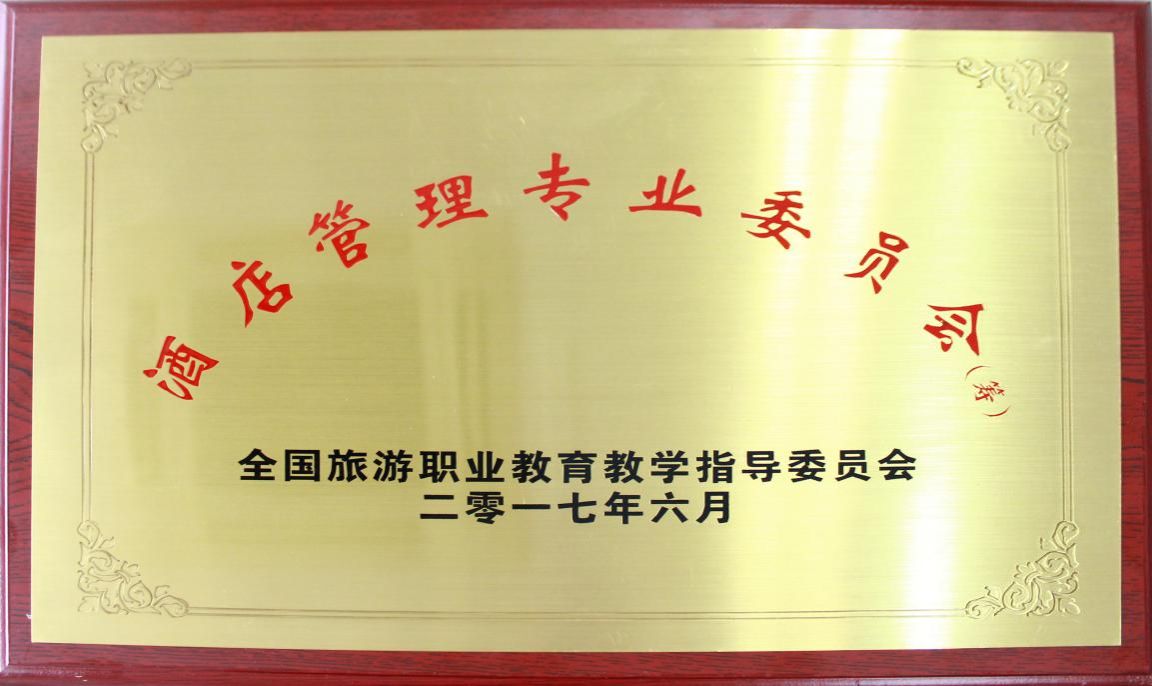 酒店管理专业委员会(筹)
全国旅游职业教育教学指导委员会
二零一七年六月